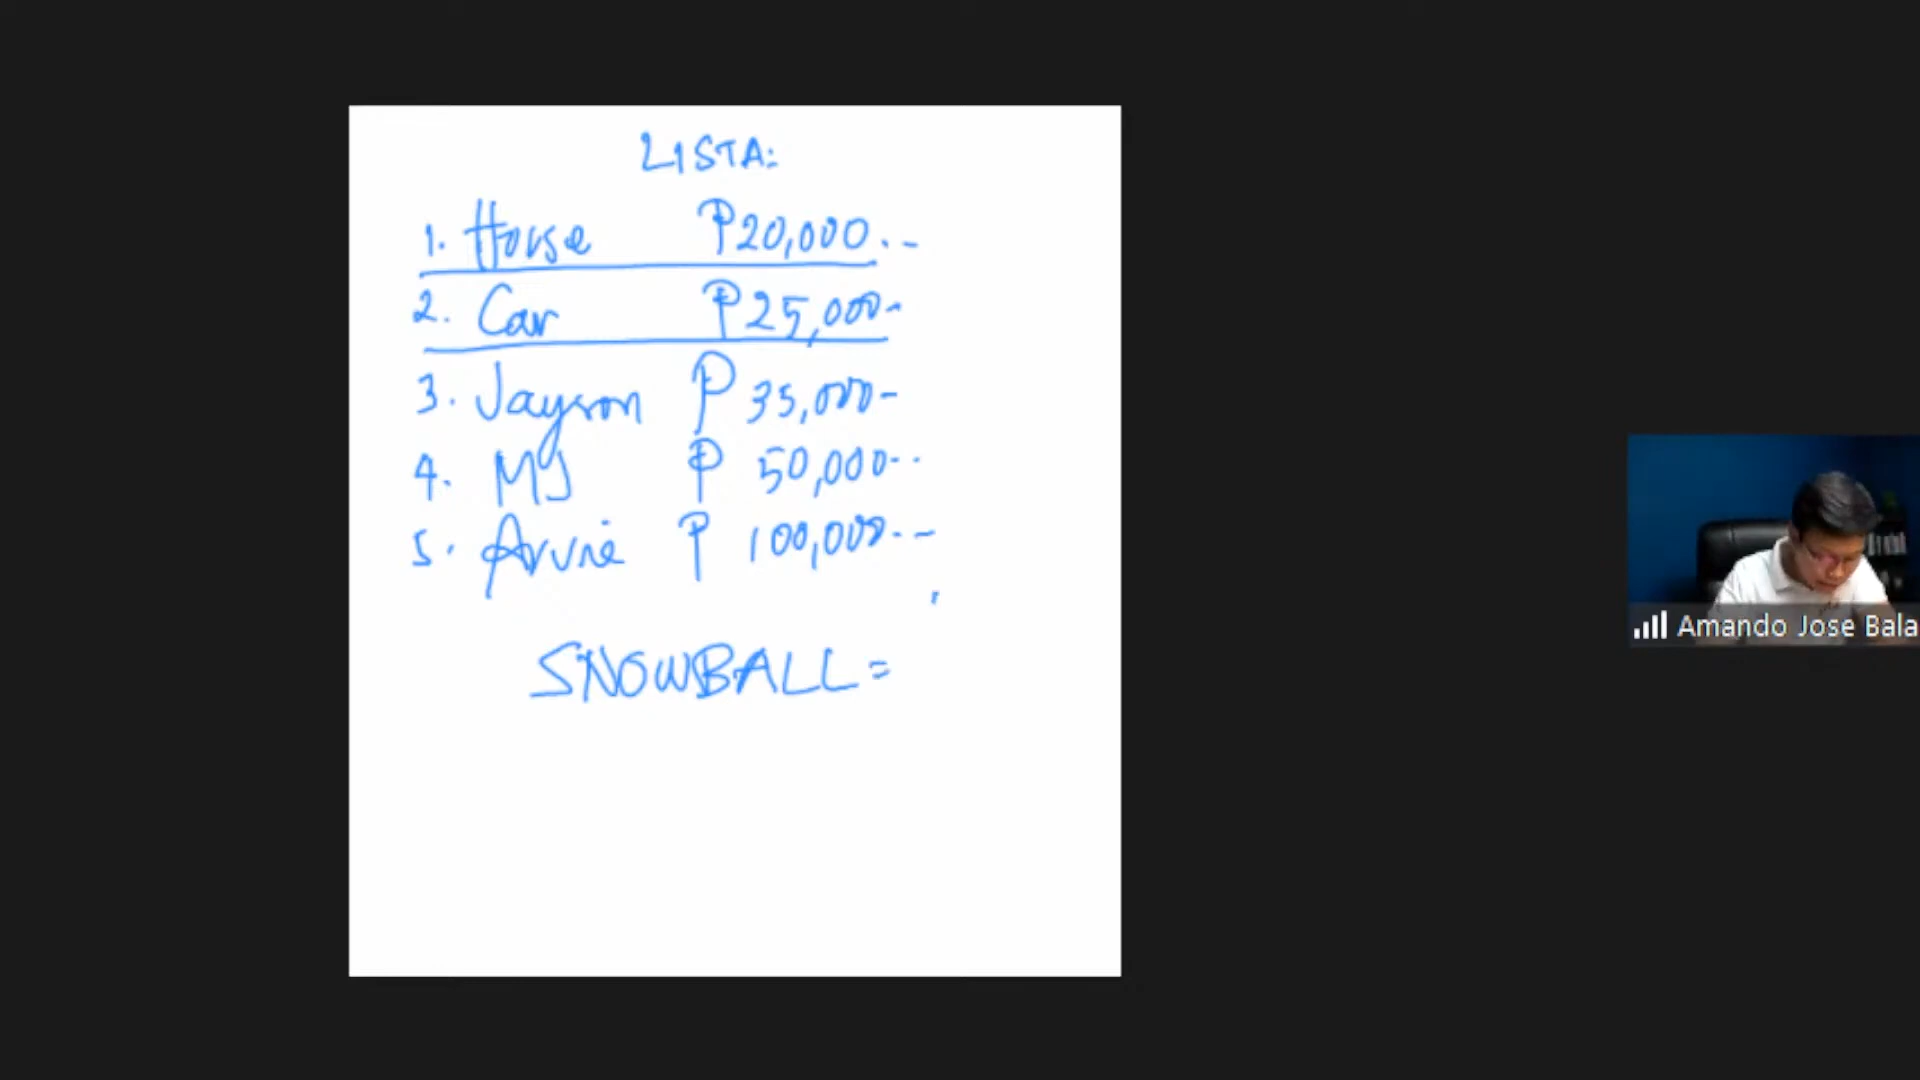 LISTA:
1. House ₱20,000.-
2. Car ₱25,000-
3. Jayson ₱ 35,000-
4. MJ ₱ 50,000--
5. Arvie ₱ 100,000.--
SNOWBALL=
Amando Jose Bala